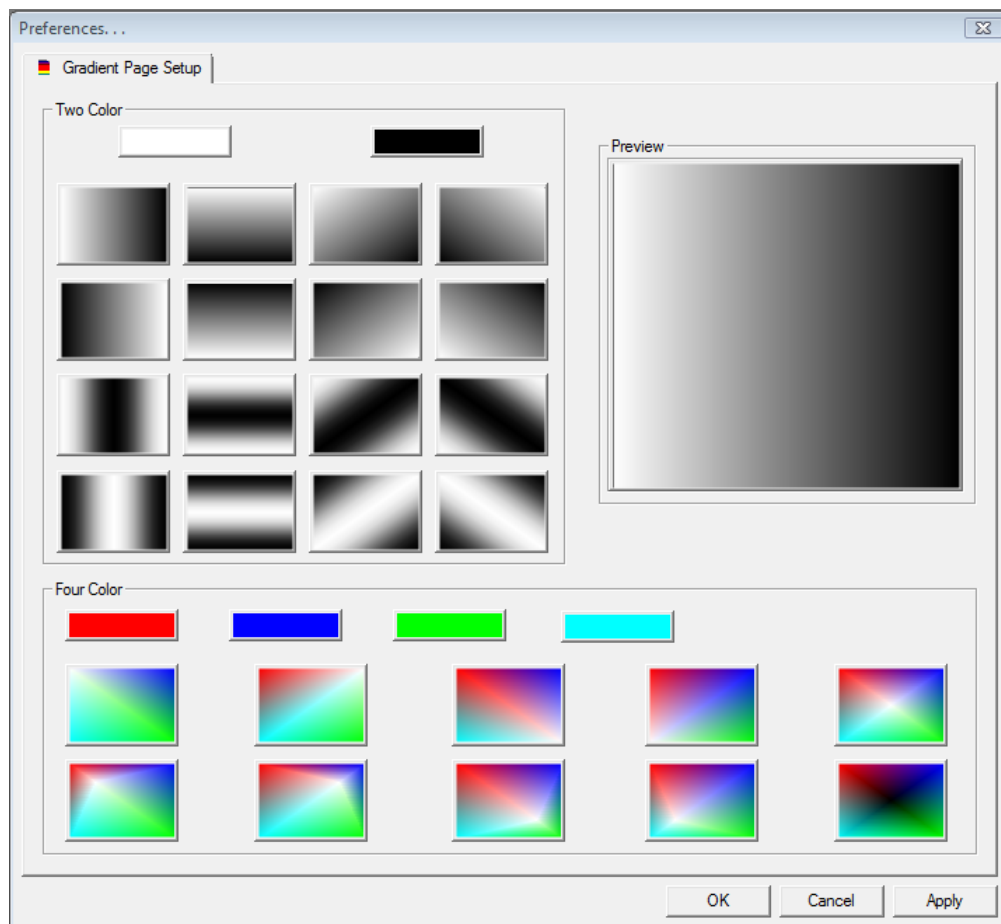 Preferences. . .
Gradient Page Setup
Two Color
Preview
Four Color
OK Cancel Apply